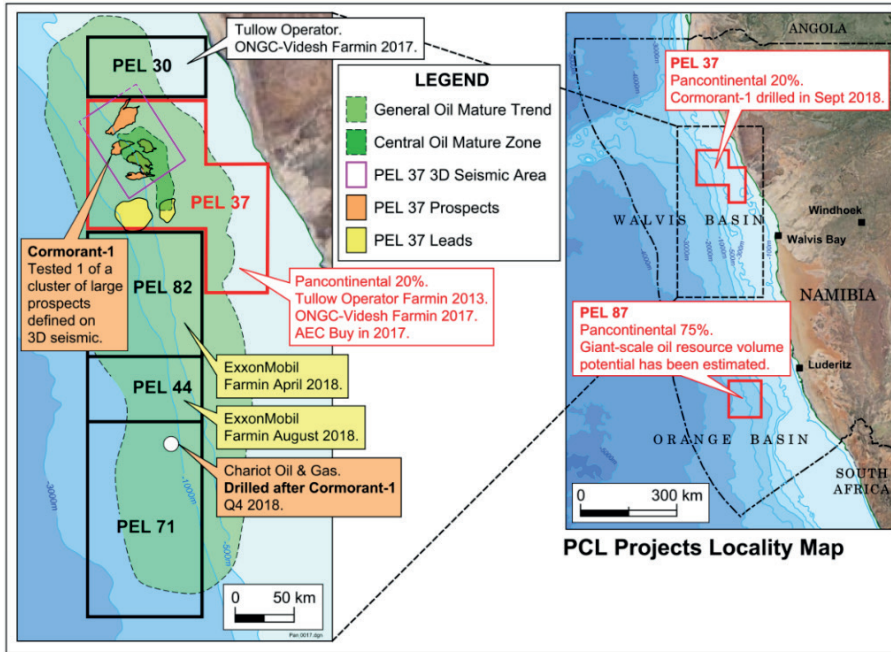 Tullow Operator.
ONGC-Videsh Farmin 2017.
PEL 30
LEGEND
General Oil Mature Trend
Central Oil Mature Zone
PEL 37 3D Seismic Area
PEL 37 Prospects
PEL 37 Leads
PEL 37
Cormorant-1
Tested 1 of a
cluster of large
prospects
defined on
3D seismic.
PEL 82
Pancontinental 20%.
Tullow Operator Farmin 2013.
ONGC-Videsh Farmin 2017.
AEC Buy in 2017.
ExxonMobil
Farmin April 2018.
PEL 44
ExxonMobil
Farmin August 2018.
Chariot Oil & Gas.
Drilled after Cormorant-1
Q4 2018.
PEL 71
-3000m
-1000m
-500m
0 50 km
Pan 0017.dgn
ANGOLA
PEL 37
Pancontinental 20%.
Cormorant-1 drilled in Sept 2018.
WALVIS BASIN
Windhoek
Walvis Bay
NAMIBIA
PEL 87
Pancontinental 75%.
Giant-scale oil resource volume
potential has been estimated.
Luderitz
ORANGE BASIN
SOUTH
AFRICA
0 300 km
PCL Projects Locality Map